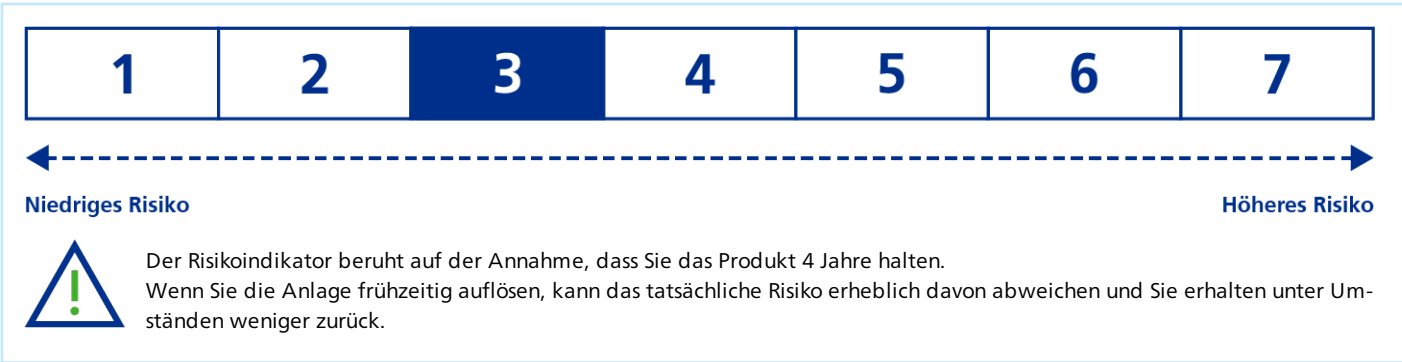 1 2 3 4 5 6 7
Niedriges Risiko Höheres Risiko
!
Der Risikoindikator beruht auf der Annahme, dass Sie das Produkt 4 Jahre halten.
Wenn Sie die Anlage frühzeitig auflösen, kann das tatsächliche Risiko erheblich davon abweichen und Sie erhalten unter Um-
ständen weniger zurück.